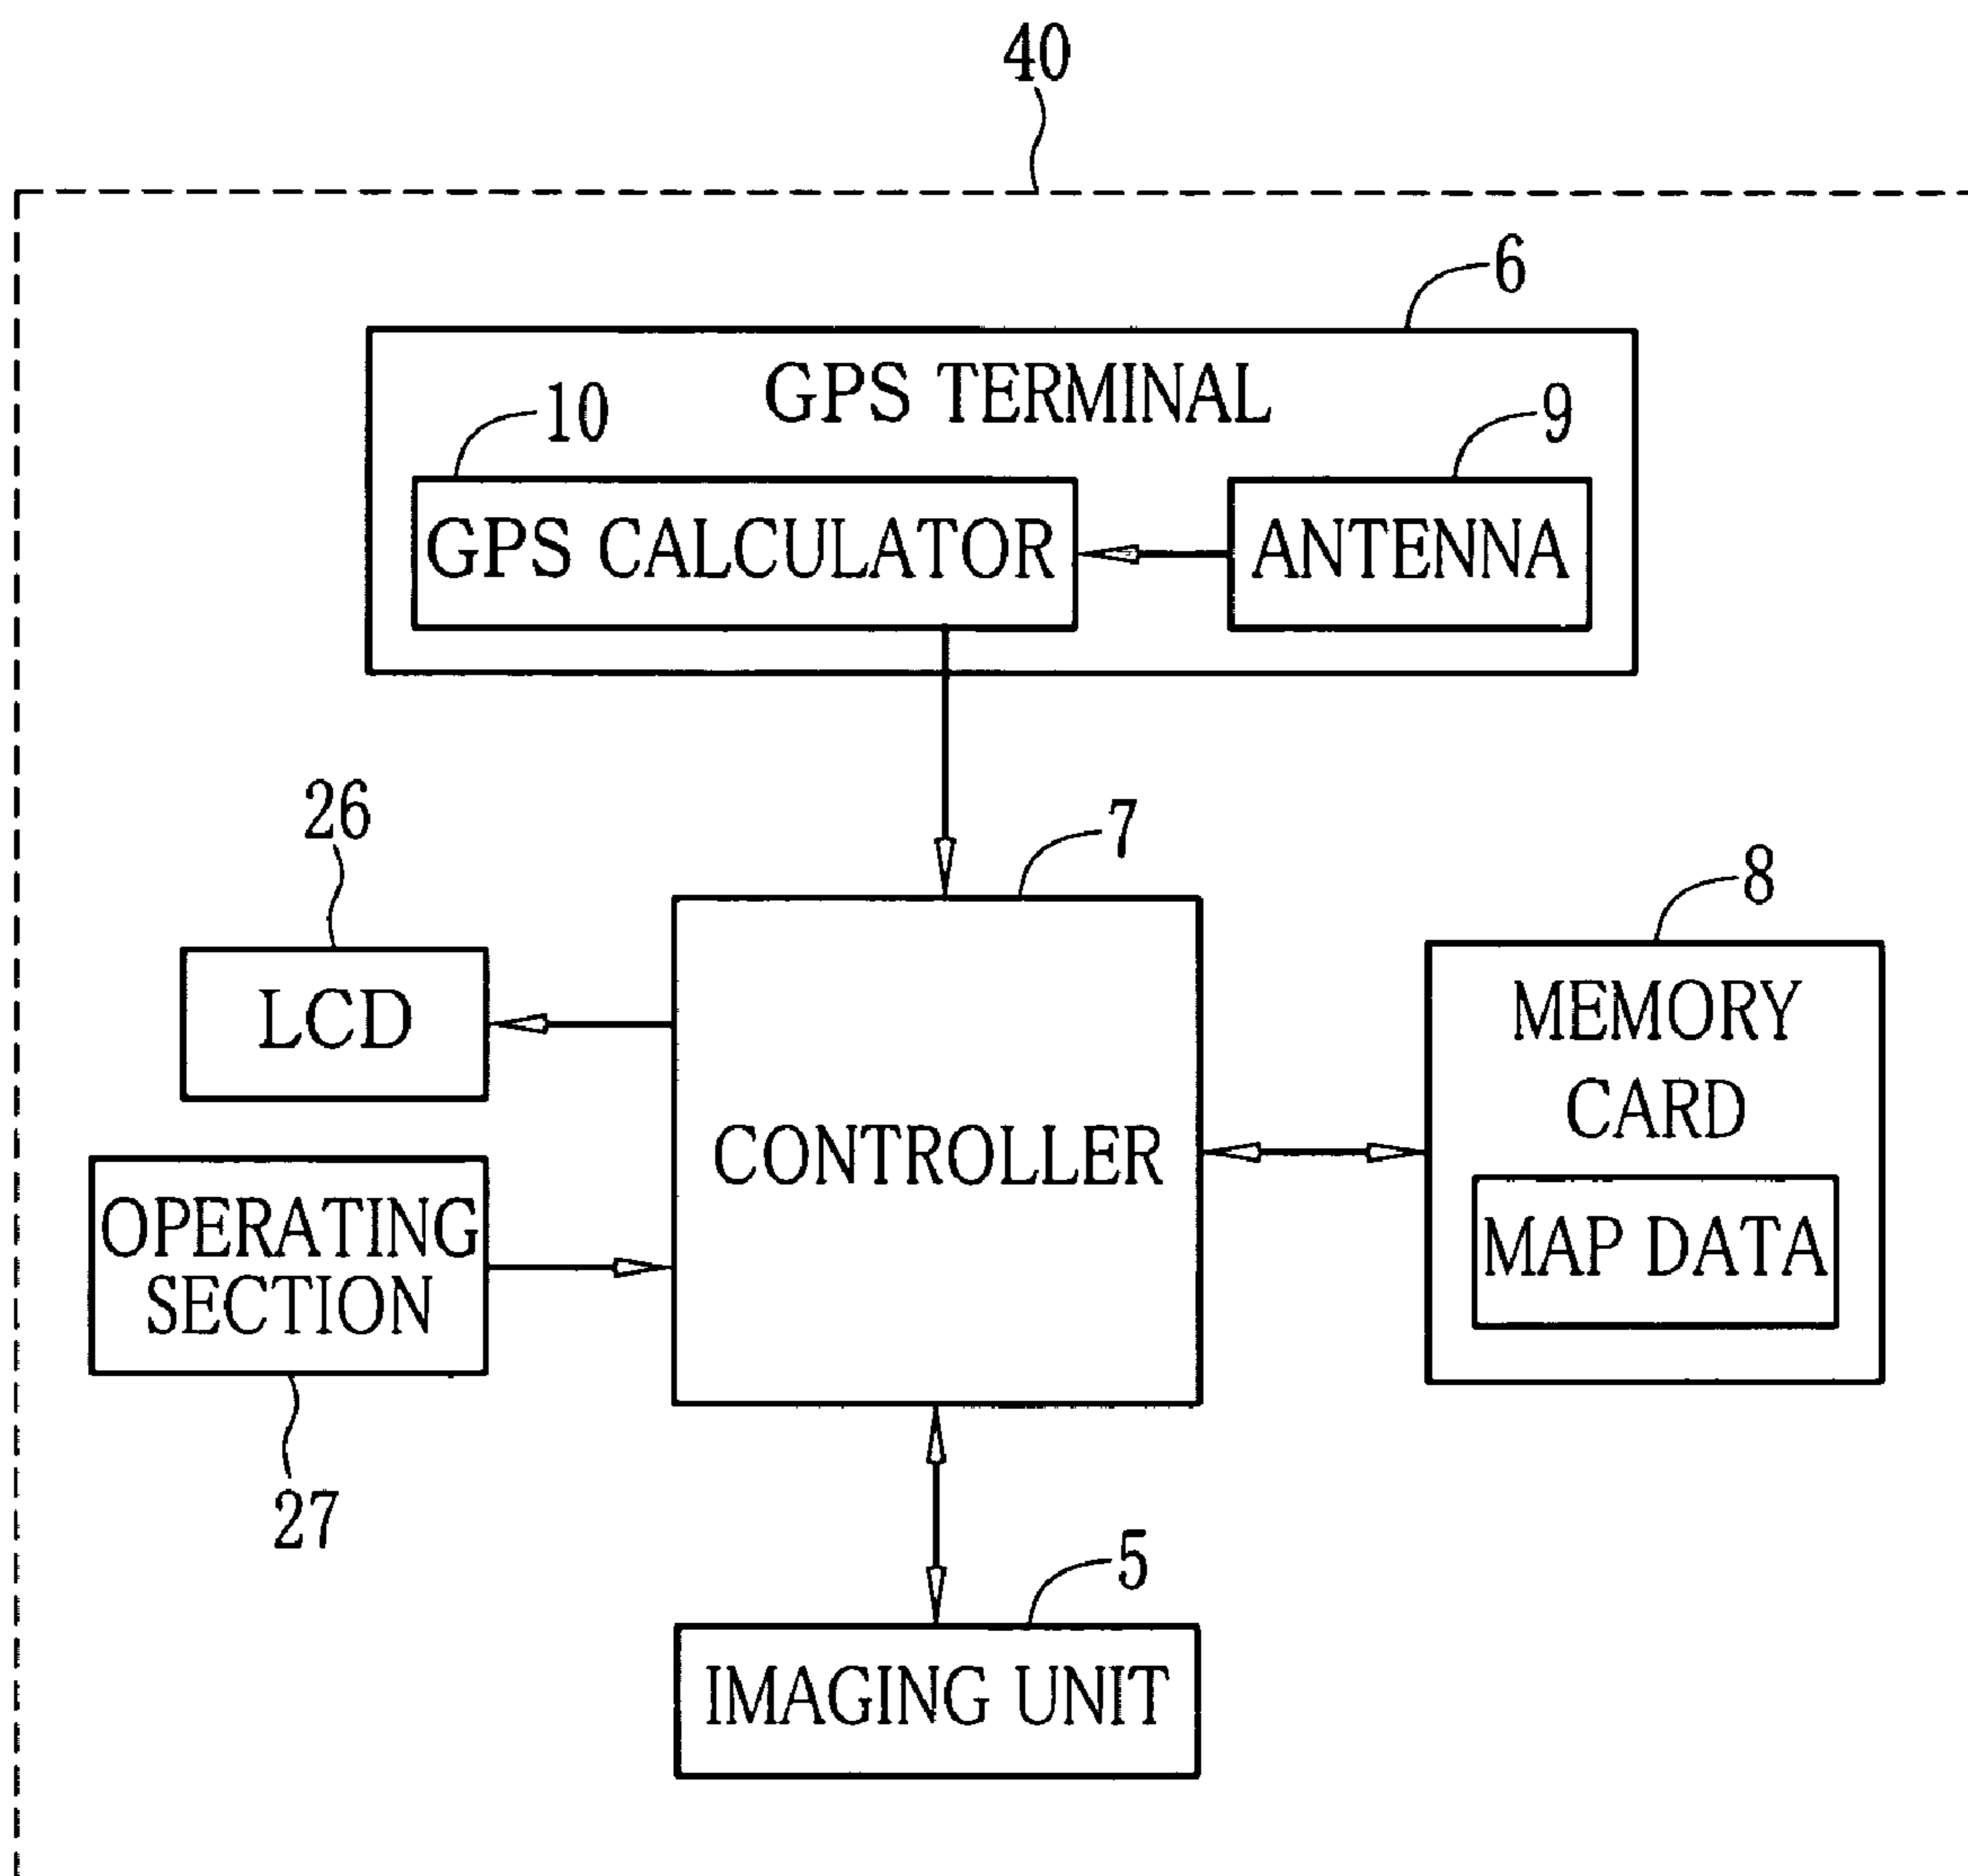 40
6
GPS TERMINAL
10
9
GPS CALCULATOR
ANTENNA
26
7
8
LCD
MEMORY
CARD
CONTROLLER
OPERATING
SECTION
MAP DATA
27
5
IMAGING UNIT